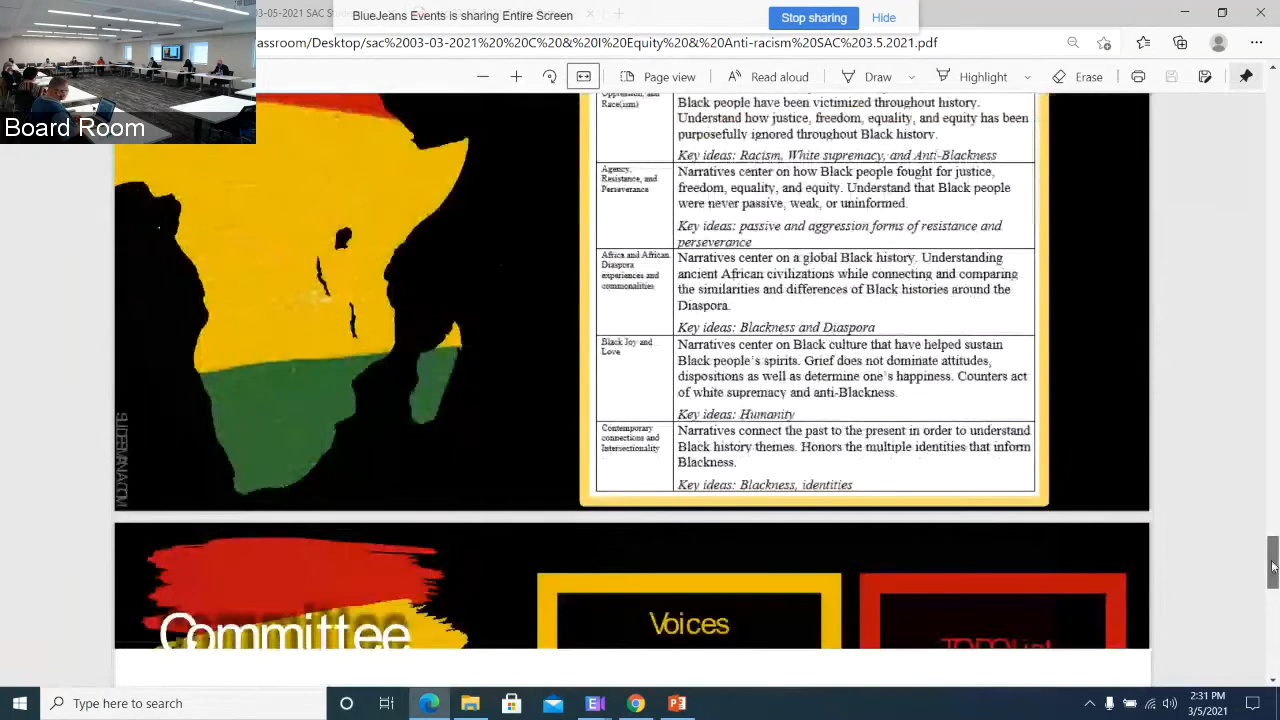 03-05-2021 SAC Stude
BlueJeans Events is sharing Entire Screen
Stop sharing
Hide
assroom/Desktop/sac%2003-03-2021%20%20C%20&%20I%20Equity%20&%20Anti-racism%20SAC%203.5.2021.pdf
Page view
Read aloud
Draw
Highlight
Erase
Board Room
Oppression, and
Race(ism)
Black people have been victimized throughout history.
Understand how justice, freedom, equality, and equity has been
purposefully ignored throughout Black history.
Key ideas: Racism, White supremacy, and Anti-Blackness
Agency,
Resistance, and
Perseverance
Narratives center on how Black people fought for justice,
freedom, equality, and equity. Understand that Black people
were never passive, weak, or uninformed.
Key ideas: passive and aggression forms of resistance and
perseverance
Africa and African
Diaspora
experiences and
commonalities
Narratives center on a global Black history. Understanding
ancient African civilizations while connecting and comparing
the similarities and differences of Black histories around the
Diaspora.
Key ideas: Blackness and Diaspora
Black Joy and
Love
Narratives center on Black culture that have helped sustain
Black people's spirits. Grief does not dominate attitudes,
dispositions as well as determine one's happiness. Counters act
of white supremacy and anti-Blackness.
Key ideas: Humanity
Contemporary
connections and
Intersectionality
Narratives connect the past to the present in order to understand
Black history themes. Honors the multiple identities that inform
Blackness.
Key ideas: Blackness, identities
Committee
Voices
Type here to search
2:31 PM
3/5/2021